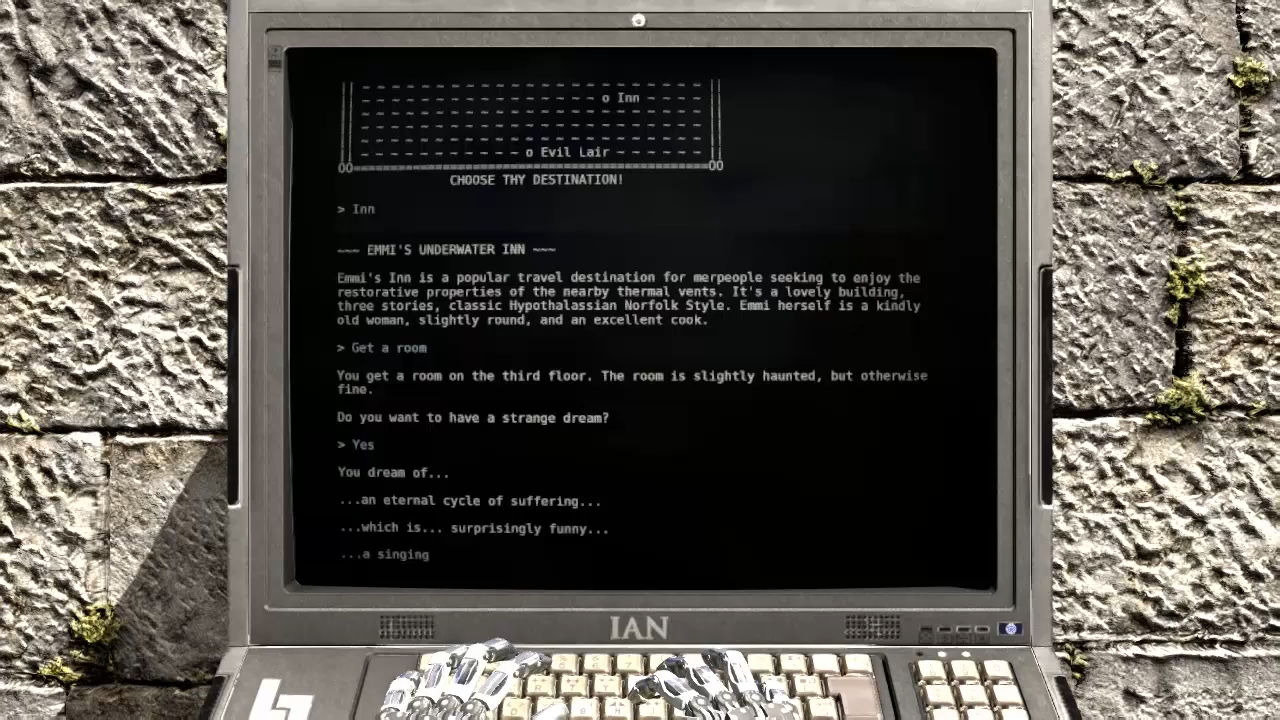 o Inn
o Evil Lair
CHOOSE THY DESTINATION!
> Inn
~~~ EMMI'S UNDERWATER INN ~~~
Emmi's Inn is a popular travel destination for merpeople seeking to enjoy the
restorative properties of the nearby thermal vents. It's a lovely building,
three stories, classic Hypothalassian Norfolk Style. Emmi herself is a kindly
old woman, slightly round, and an excellent cook.
> Get a room
You get a room on the third floor. The room is slightly haunted, but otherwise
fine.
Do you want to have a strange dream?
> Yes
You dream of...
...an eternal cycle of suffering...
...which is... surprisingly funny...
...a singing
IAN